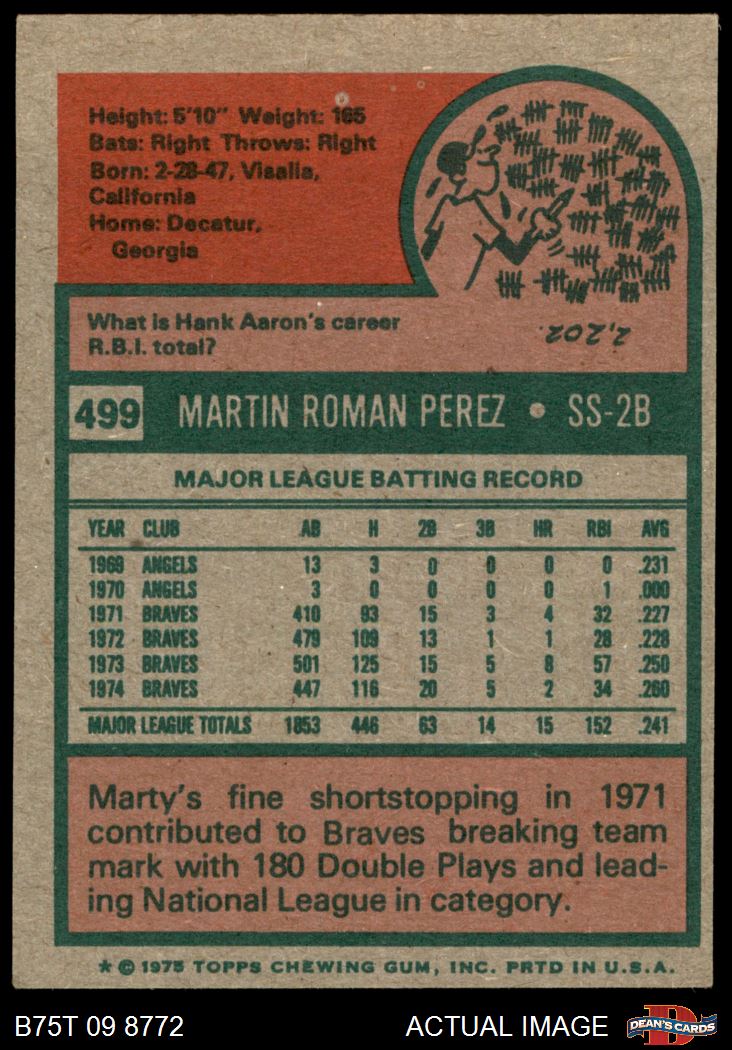 Height: 5'10" Weight: 165
Bats: Right Throws: Right
Born: 2-28-47, Visalia,
California
Home: Decatur,
Georgia
What is Hank Aaron's career
R.B.I. total?
2,202.
499 MARTIN ROMAN PEREZ • SS-2B
MAJOR LEAGUE BATTING RECORD
YEAR CLUB AB H 2B 3B HR RBI AVG
1969 ANGELS 13 3 0 0 0 0 .231
1970 ANGELS 3 0 0 0 0 1 .000
1971 BRAVES 410 93 15 3 4 32 .227
1972 BRAVES 479 109 13 1 1 28 .228
1973 BRAVES 501 125 15 5 8 57 .250
1974 BRAVES 447 116 20 5 2 34 .260
MAJOR LEAGUE TOTALS 1853 446 63 14 15 152 .241
Marty's fine shortstopping in 1971
contributed to Braves breaking team
mark with 180 Double Plays and lead-
ing National League in category.
* © 1975 TOPPS CHEWING GUM, INC. PRTD IN U.S.A.
B75T 09 8772 ACTUAL IMAGE DEAN'S CARDS